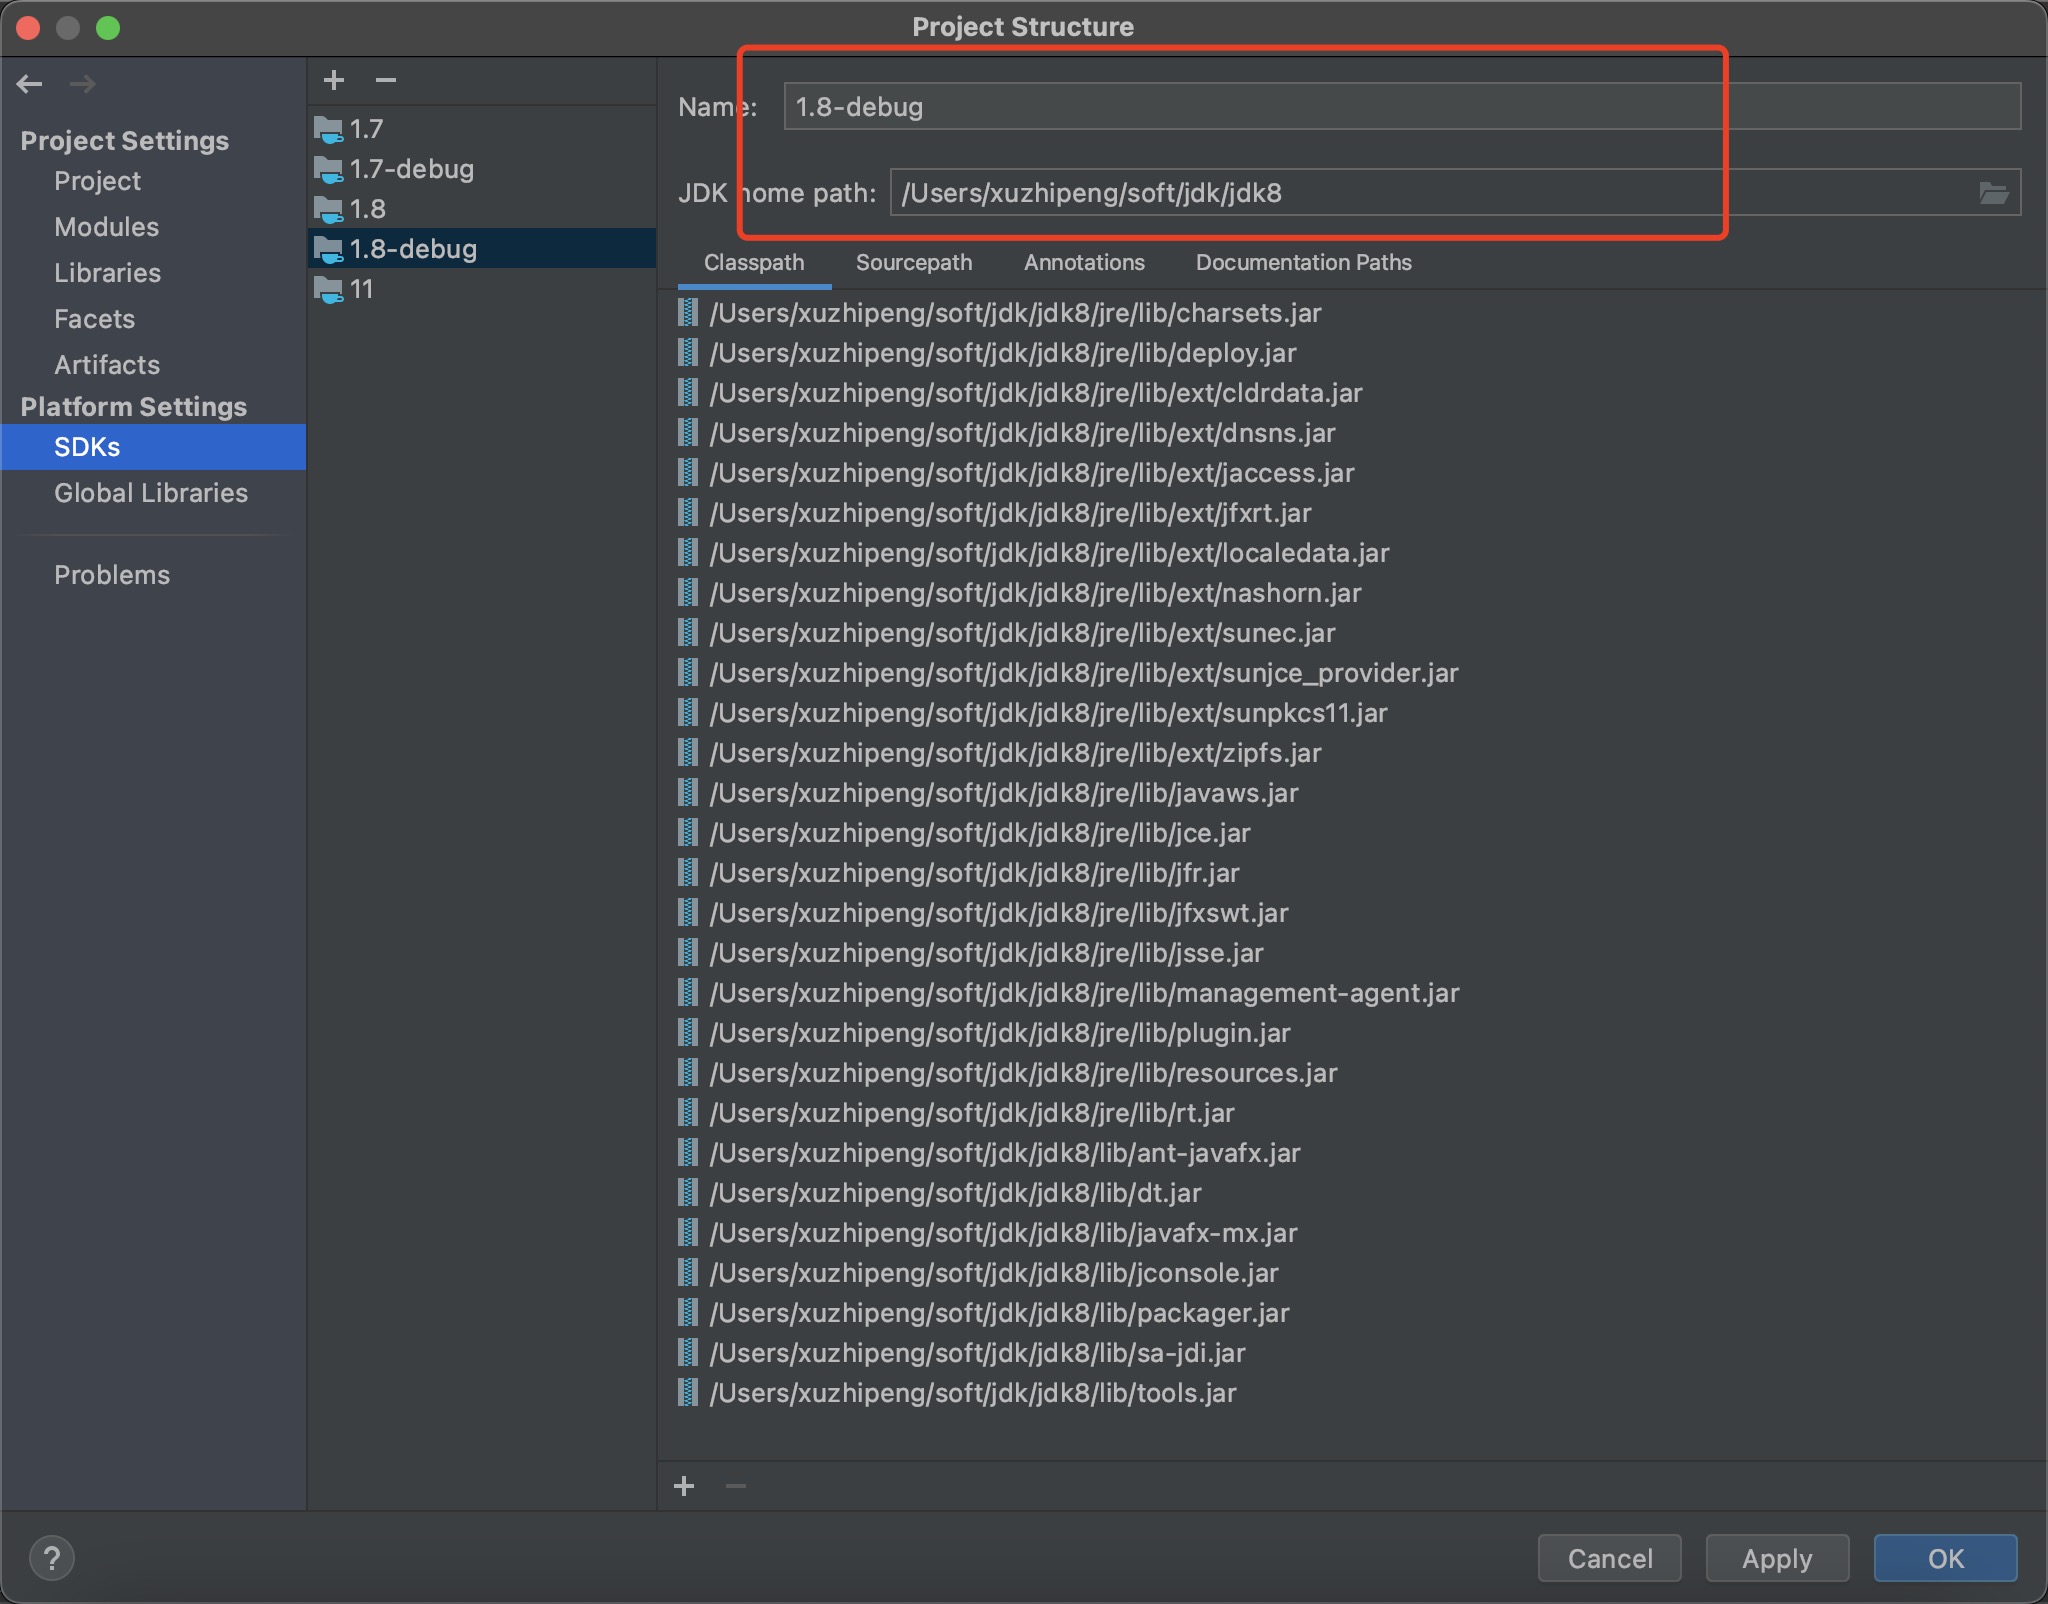 Project Structure
Project Settings
Project
Modules
Libraries
Facets
Artifacts
Platform Settings
SDKs
Global Libraries
Problems
1.7
1.7-debug
1.8
1.8-debug
11
Name: 1.8-debug
JDK home path: /Users/xuzhipeng/soft/jdk/jdk8
Classpath Sourcepath Annotations Documentation Paths
/Users/xuzhipeng/soft/jdk/jdk8/jre/lib/charsets.jar
/Users/xuzhipeng/soft/jdk/jdk8/jre/lib/deploy.jar
/Users/xuzhipeng/soft/jdk/jdk8/jre/lib/ext/cldrdata.jar
/Users/xuzhipeng/soft/jdk/jdk8/jre/lib/ext/dnsns.jar
/Users/xuzhipeng/soft/jdk/jdk8/jre/lib/ext/jaccess.jar
/Users/xuzhipeng/soft/jdk/jdk8/jre/lib/ext/jfxrt.jar
/Users/xuzhipeng/soft/jdk/jdk8/jre/lib/ext/localedata.jar
/Users/xuzhipeng/soft/jdk/jdk8/jre/lib/ext/nashorn.jar
/Users/xuzhipeng/soft/jdk/jdk8/jre/lib/ext/sunec.jar
/Users/xuzhipeng/soft/jdk/jdk8/jre/lib/ext/sunjce_provider.jar
/Users/xuzhipeng/soft/jdk/jdk8/jre/lib/ext/sunpkcs11.jar
/Users/xuzhipeng/soft/jdk/jdk8/jre/lib/ext/zipfs.jar
/Users/xuzhipeng/soft/jdk/jdk8/jre/lib/javaws.jar
/Users/xuzhipeng/soft/jdk/jdk8/jre/lib/jce.jar
/Users/xuzhipeng/soft/jdk/jdk8/jre/lib/jfr.jar
/Users/xuzhipeng/soft/jdk/jdk8/jre/lib/jfxswt.jar
/Users/xuzhipeng/soft/jdk/jdk8/jre/lib/jsse.jar
/Users/xuzhipeng/soft/jdk/jdk8/jre/lib/management-agent.jar
/Users/xuzhipeng/soft/jdk/jdk8/jre/lib/plugin.jar
/Users/xuzhipeng/soft/jdk/jdk8/jre/lib/resources.jar
/Users/xuzhipeng/soft/jdk/jdk8/jre/lib/rt.jar
/Users/xuzhipeng/soft/jdk/jdk8/lib/ant-javafx.jar
/Users/xuzhipeng/soft/jdk/jdk8/lib/dt.jar
/Users/xuzhipeng/soft/jdk/jdk8/lib/javafx-mx.jar
/Users/xuzhipeng/soft/jdk/jdk8/lib/jconsole.jar
/Users/xuzhipeng/soft/jdk/jdk8/lib/packager.jar
/Users/xuzhipeng/soft/jdk/jdk8/lib/sa-jdi.jar
/Users/xuzhipeng/soft/jdk/jdk8/lib/tools.jar
? Cancel Apply OK